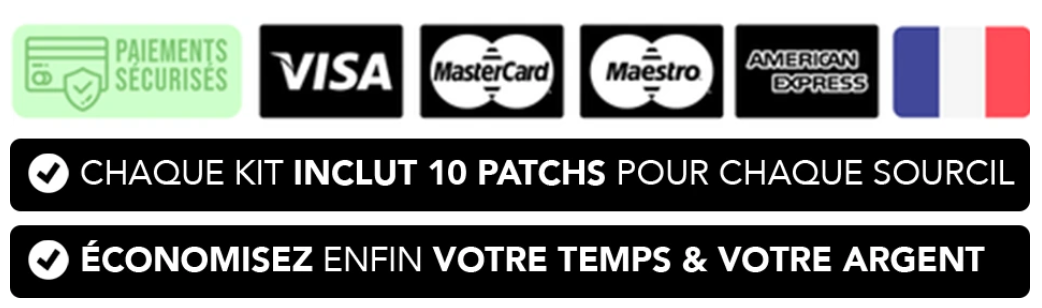 PAIEMENTS
SÉCURISÉS
VISA
MasterCard
Maestro
AMERICAN
EXPRESS
CHAQUE KIT INCLUT 10 PATCHS POUR CHAQUE SOURCIL
ÉCONOMISEZ ENFIN VOTRE TEMPS & VOTRE ARGENT